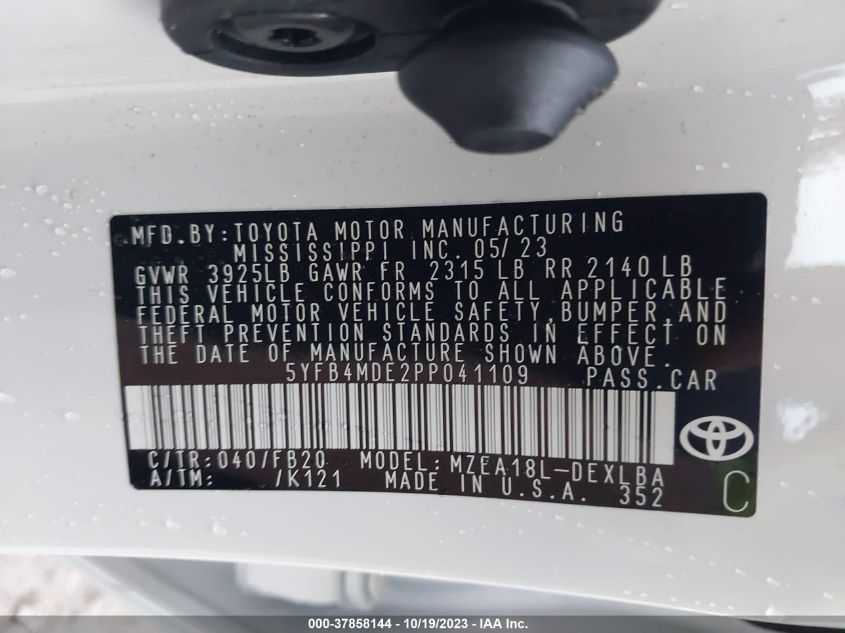 MFD.BY:TOYOTA MOTOR MANUFACTURING
MISSISSIPPI INC. 05/23
GVWR 3925LB GAWR FR 2315 LB RR 2140LB
THIS VEHICLE CONFORMS TO ALL APPLICABLE
FEDERAL MOTOR VEHICLE SAFETY,BUMPER,AND
THEFT PREVENTION STANDARDS IN EFFECT ON
THE DATE OF MANUFACTURE SHOWN ABOVE.
5YFB4MDE2PP041109 PASS.CAR
C/TR:040/FB20 MODEL:MZEA18L-DEXLBA
A/TM: /K121 MADE IN U.S.A. 352
C
000-37858144 - 10/19/2023 - IAA Inc.